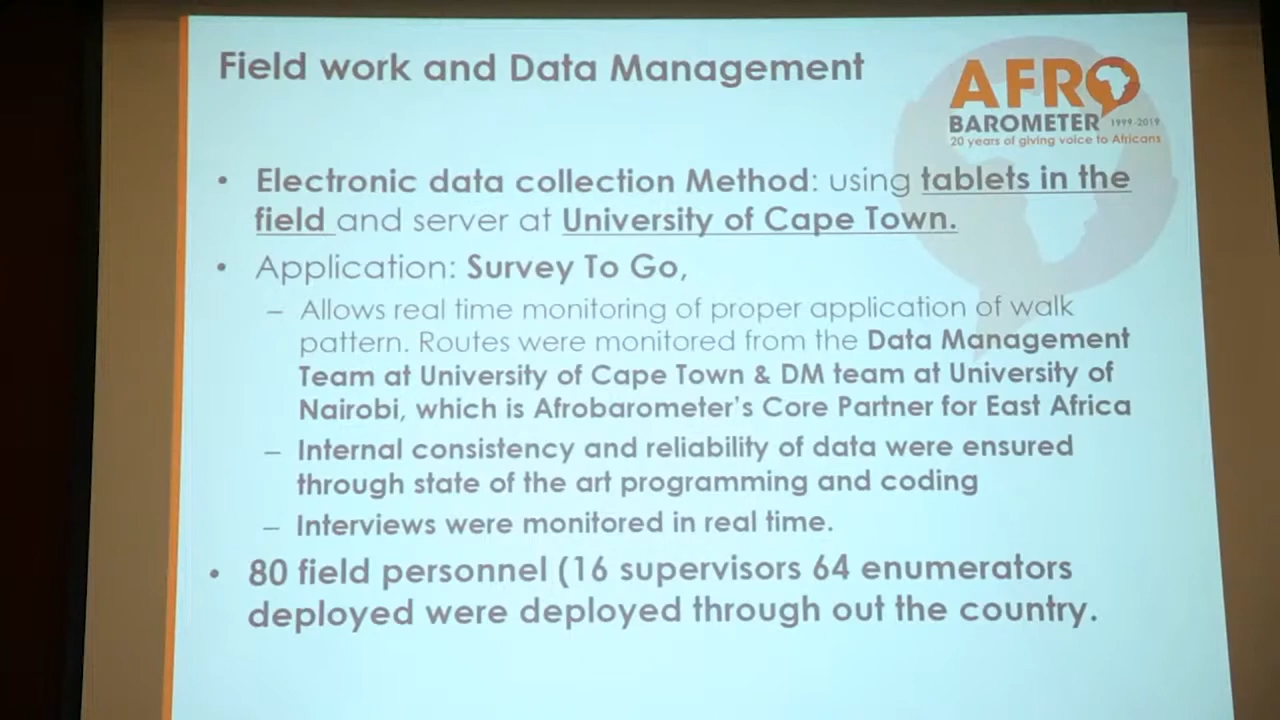 Field work and Data Management
AFRO
BAROMETER 1999-2019
20 years of giving voice to Africans
• Electronic data collection Method: using tablets in the
field and server at University of Cape Town.
• Application: Survey To Go,
– Allows real time monitoring of proper application of walk
pattern. Routes were monitored from the Data Management
Team at University of Cape Town & DM team at University of
Nairobi, which is Afrobarometer's Core Partner for East Africa
– Internal consistency and reliability of data were ensured
through state of the art programming and coding
– Interviews were monitored in real time.
• 80 field personnel (16 supervisors 64 enumerators
deployed were deployed through out the country.